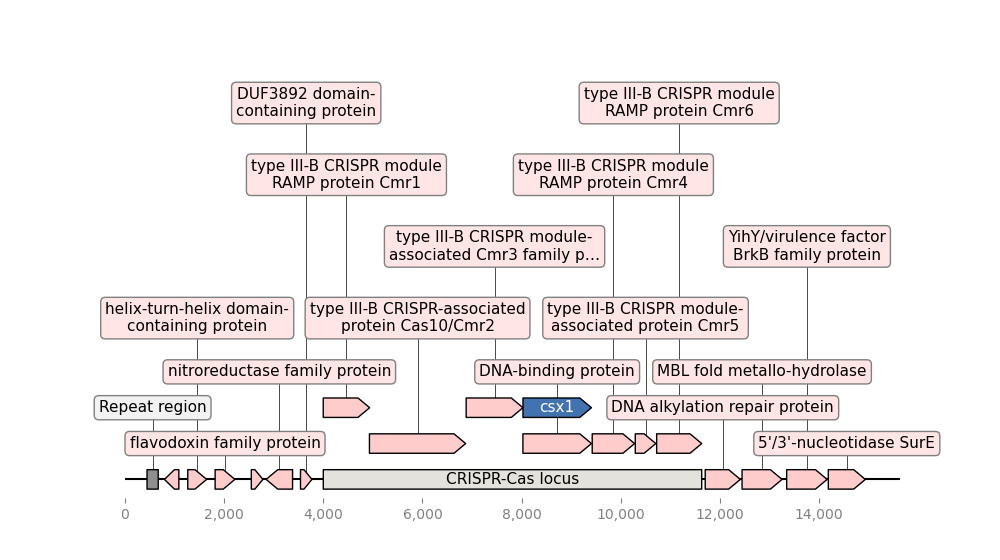 DUF3892 domain-
containing protein
type III-B CRISPR module
RAMP protein Cmr6
type III-B CRISPR module
RAMP protein Cmr1
type III-B CRISPR module
RAMP protein Cmr4
type III-B CRISPR module-
associated Cmr3 family p...
YihY/virulence factor
BrkB family protein
helix-turn-helix domain-
containing protein
type III-B CRISPR-associated
protein Cas10/Cmr2
type III-B CRISPR module-
associated protein Cmr5
nitroreductase family protein
DNA-binding protein
MBL fold metallo-hydrolase
Repeat region
csx1
DNA alkylation repair protein
flavodoxin family protein
5'/3'-nucleotidase SurE
CRISPR-Cas locus
0
2,000
4,000
6,000
8,000
10,000
12,000
14,000